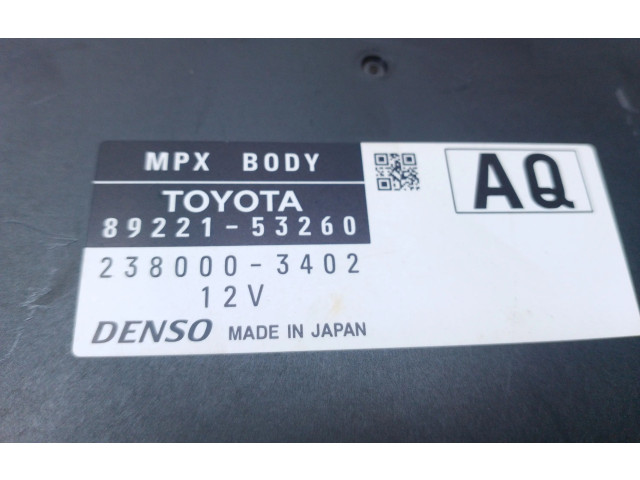 MPX BODY
TOYOTA
89221-53260
238000-3402
12V
DENSO MADE IN JAPAN
AQ